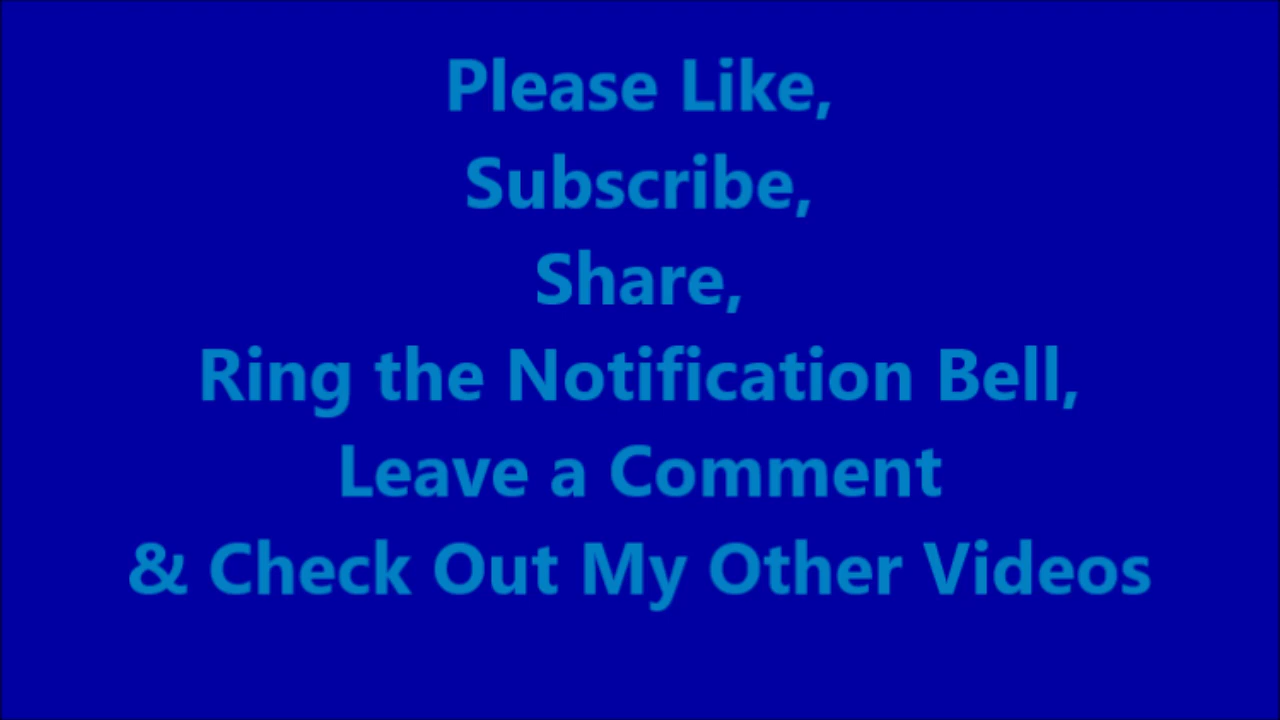 Please Like,
Subscribe,
Share,
Ring the Notification Bell,
Leave a Comment
& Check Out My Other Videos